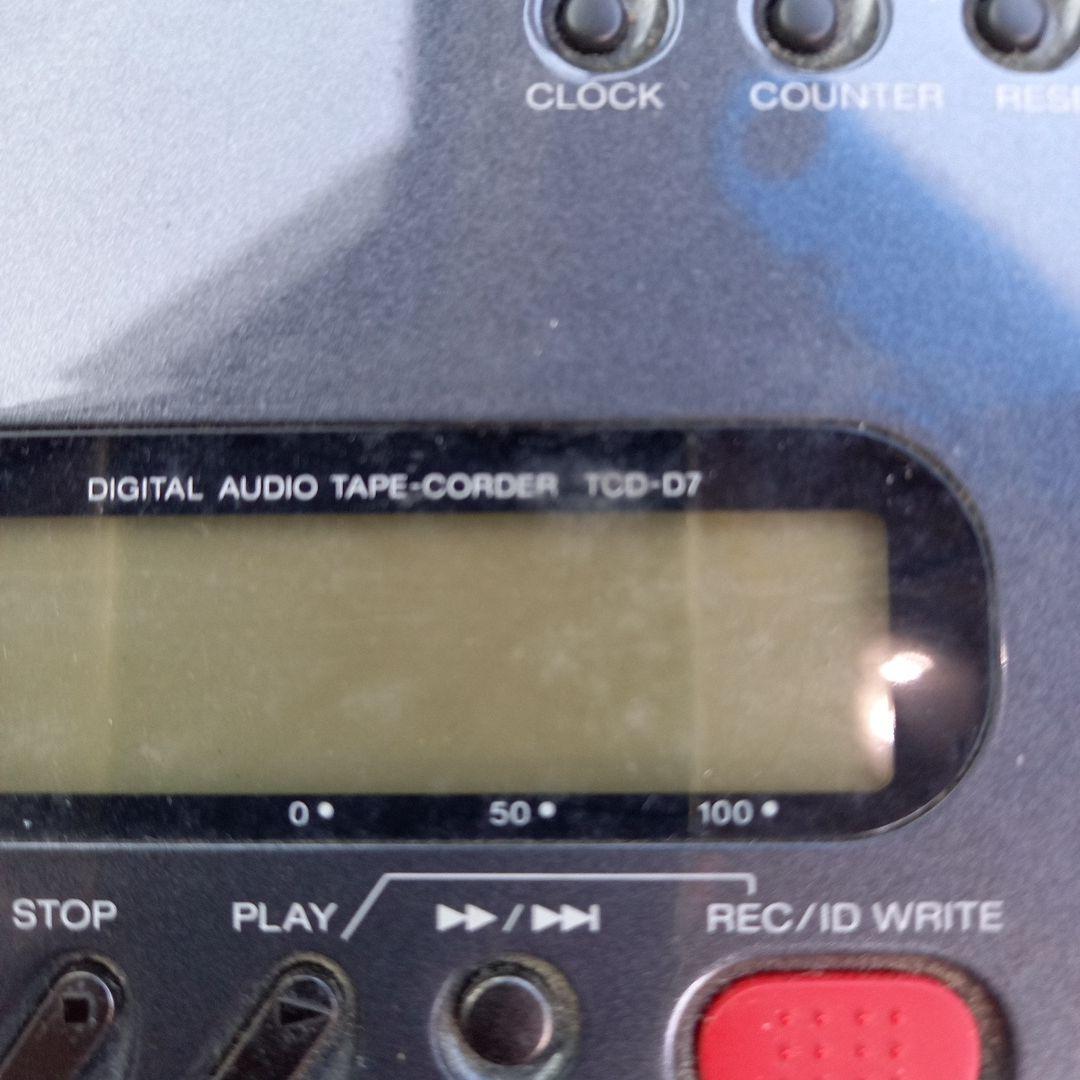 CLOCK COUNTER
DIGITAL AUDIO TAPE-CORDER TCD-D7
0 50 100
STOP PLAY REC/ID WRITE